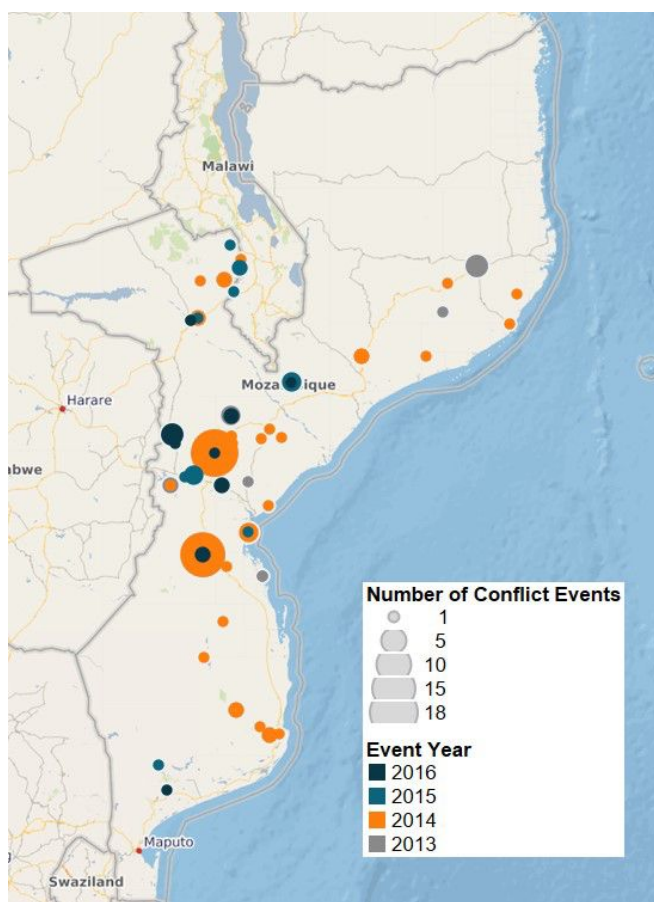 Malawi
Harare
Moza ique
abwe
Number of Conflict Events
1
5
10
15
18
Event Year
2016
2015
2014
2013
Maputo
Swaziland